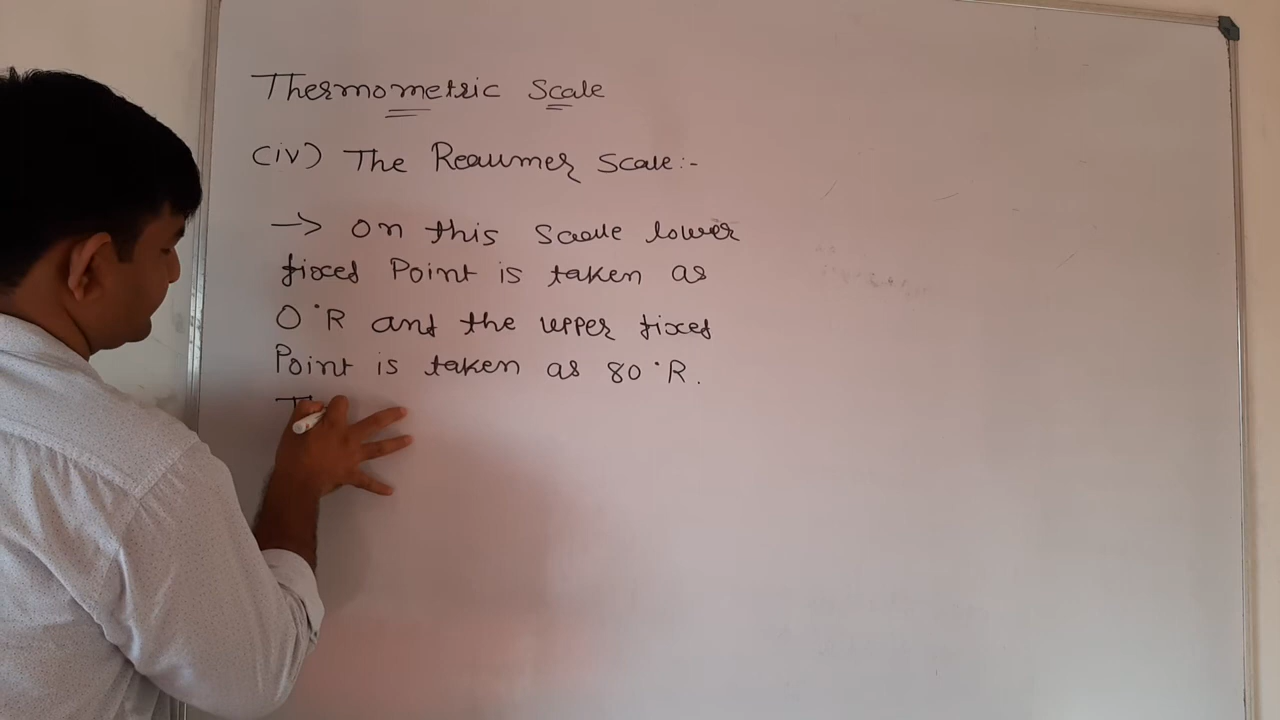 Thermometric Scale
(iv) The Reaumer Scale:-
→ On this Scale lower
fixed Point is taken as
0°R and the upper fixed
Point is taken as 80°R.